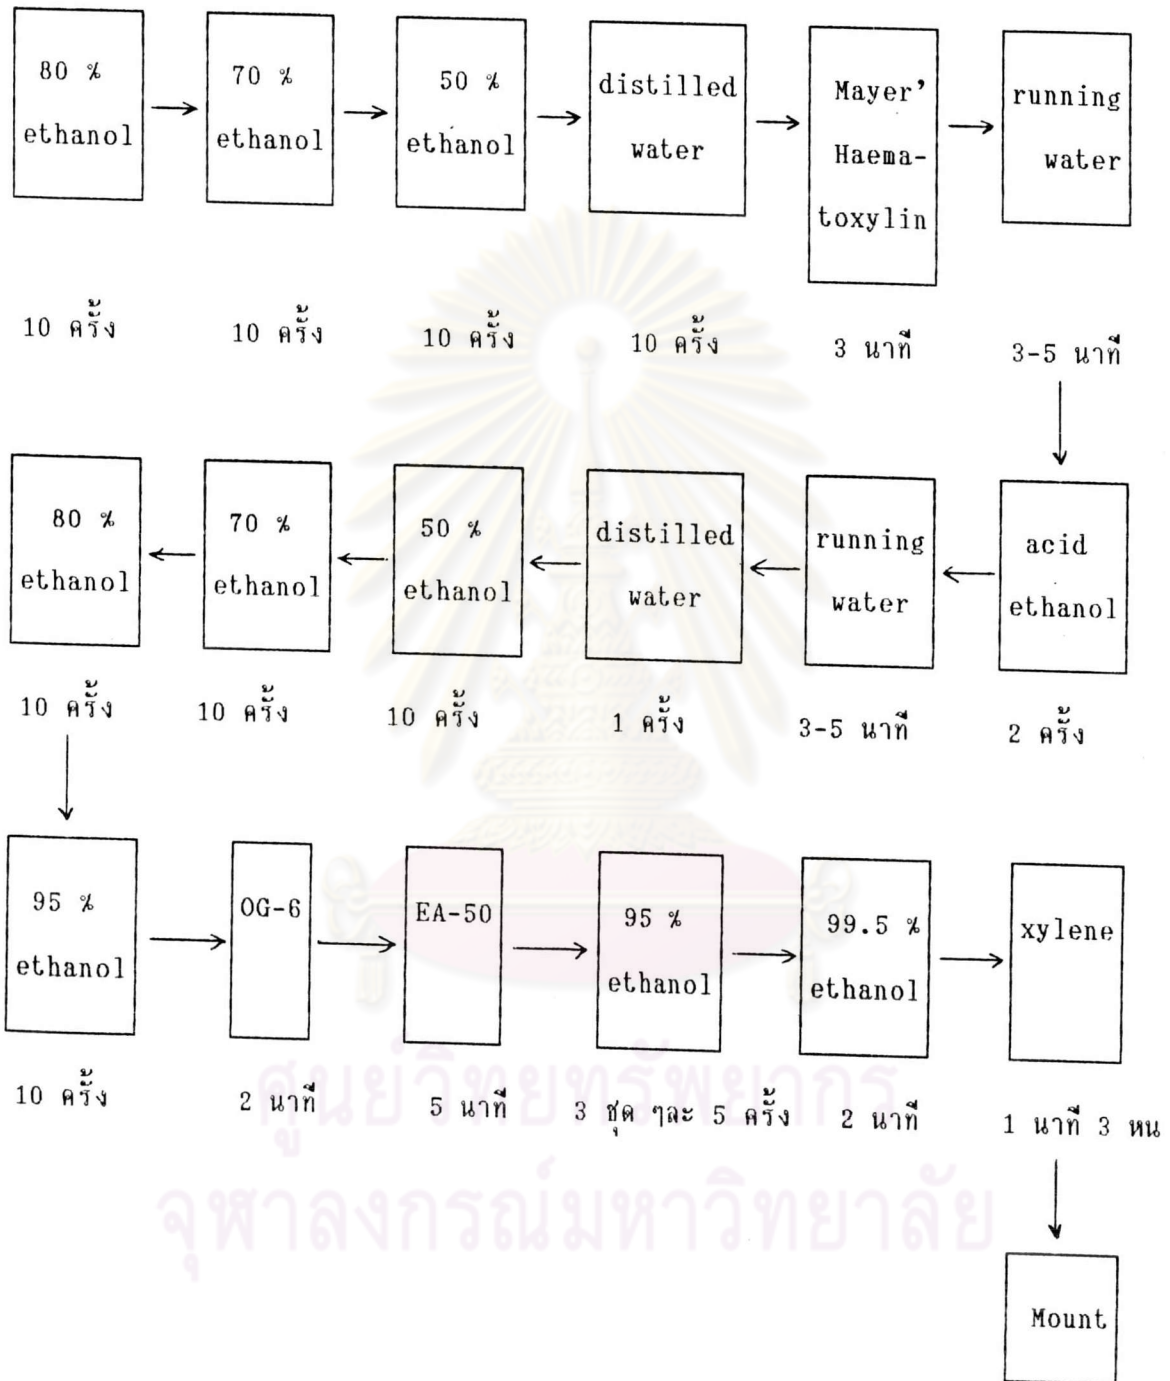 80 %
ethanol
70 %
ethanol
50 %
ethanol
distilled
water
Mayer’
Haema-
toxylin
running
water
10 ครั้ง
10 ครั้ง
10 ครั้ง
10 ครั้ง
3 นาที
3-5 นาที
acid
ethanol
running
water
distilled
water
50 %
ethanol
70 %
ethanol
80 %
ethanol
2 ครั้ง
3-5 นาที
1 ครั้ง
10 ครั้ง
10 ครั้ง
10 ครั้ง
95 %
ethanol
OG-6
EA-50
95 %
ethanol
99.5 %
ethanol
xylene
10 ครั้ง
2 นาที
5 นาที
3 ชุด ๆละ 5 ครั้ง
2 นาที
1 นาที 3 หน
Mount
ศูนย์วิทยทรัพยากร
จุฬาลงกรณ์มหาวิทยาลัย